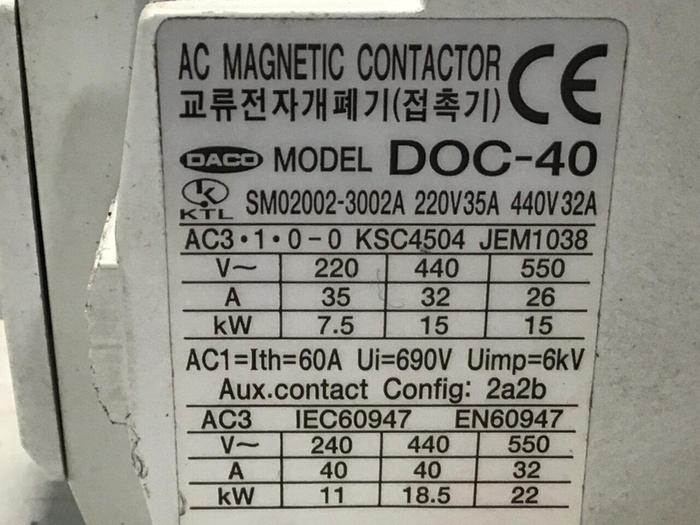 AC MAGNETIC CONTACTOR CE
교류전자개폐기(접촉기)
DACO MODEL DOC-40
K
KTL SM02002-3002A 220V35A 440V32A
AC3·1·0-0 KSC4504 JEM1038
V~ 220 440 550
A 35 32 26
kW 7.5 15 15
AC1=Ith=60A Ui=690V Uimp=6kV
Aux.contact Config: 2a2b
AC3 IEC60947 EN60947
V~ 240 440 550
A 40 40 32
kW 11 18.5 22